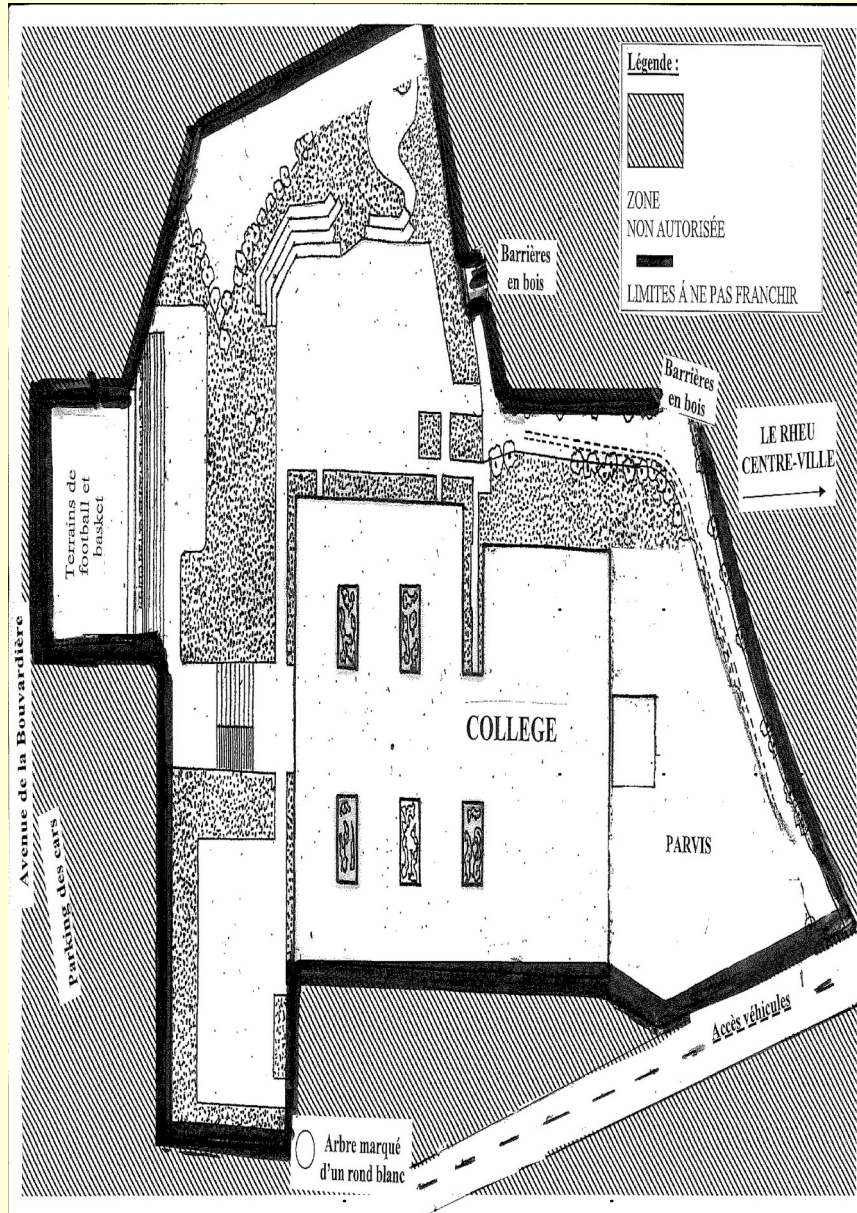 Légende :
ZONE
NON AUTORISÉE
LIMITES Á NE PAS FRANCHIR
Barrières
en bois
Barrières
en bois
LE RHEU
CENTRE-VILLE
Terrains de
football et
basket
Avenue de la Bouvardière
Parking des cars
COLLEGE
PARVIS
Accès véhicules
Arbre marqué
d'un rond blanc